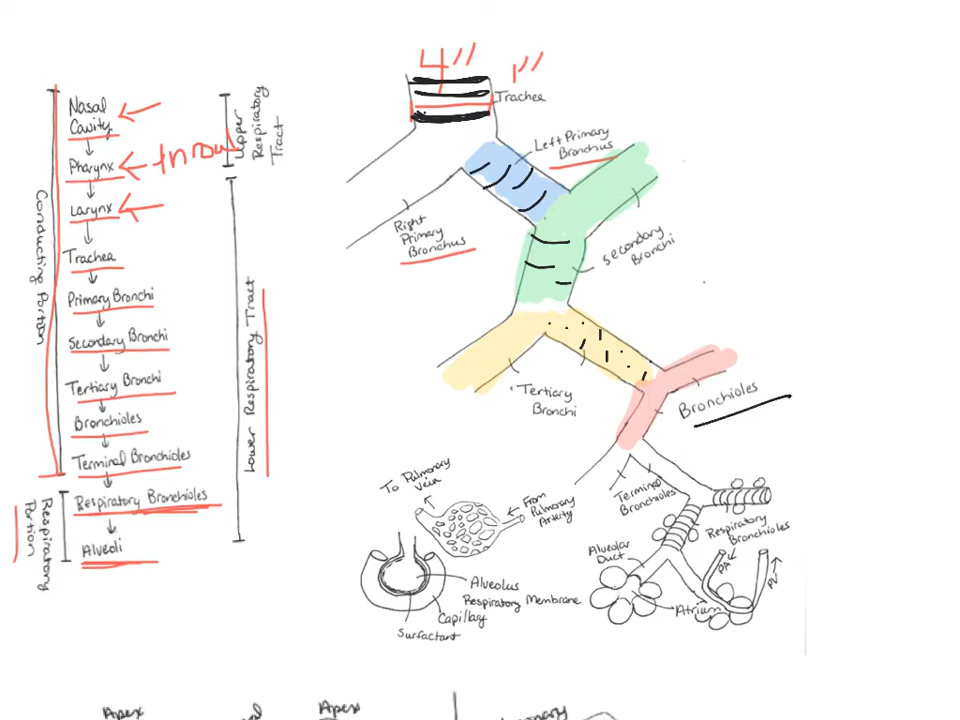 Nasal
Cavity
Pharynx
Larynx
Trachea
Primary Bronchi
Secondary Bronchi
Tertiary Bronchi
Bronchioles
Terminal Bronchioles
Respiratory Bronchioles
Alveoli
Conducting Portion
Respiratory
Portion
Upper
Respiratory
Tract
Lower Respiratory Tract
4"
1"
Trachea
Left Primary
Bronchus
Right
Primary
Bronchus
Secondary
Bronchi
Tertiary
Bronchi
Bronchioles
Terminal
Bronchioles
Respiratory
Bronchioles
To Pulmonary
Vein
From
Pulmonary
Artery
Alveolus
Respiratory Membrane
Capillary
Surfactant
Alveolar
Duct
Atrium
PA
PV
Apex
Apex